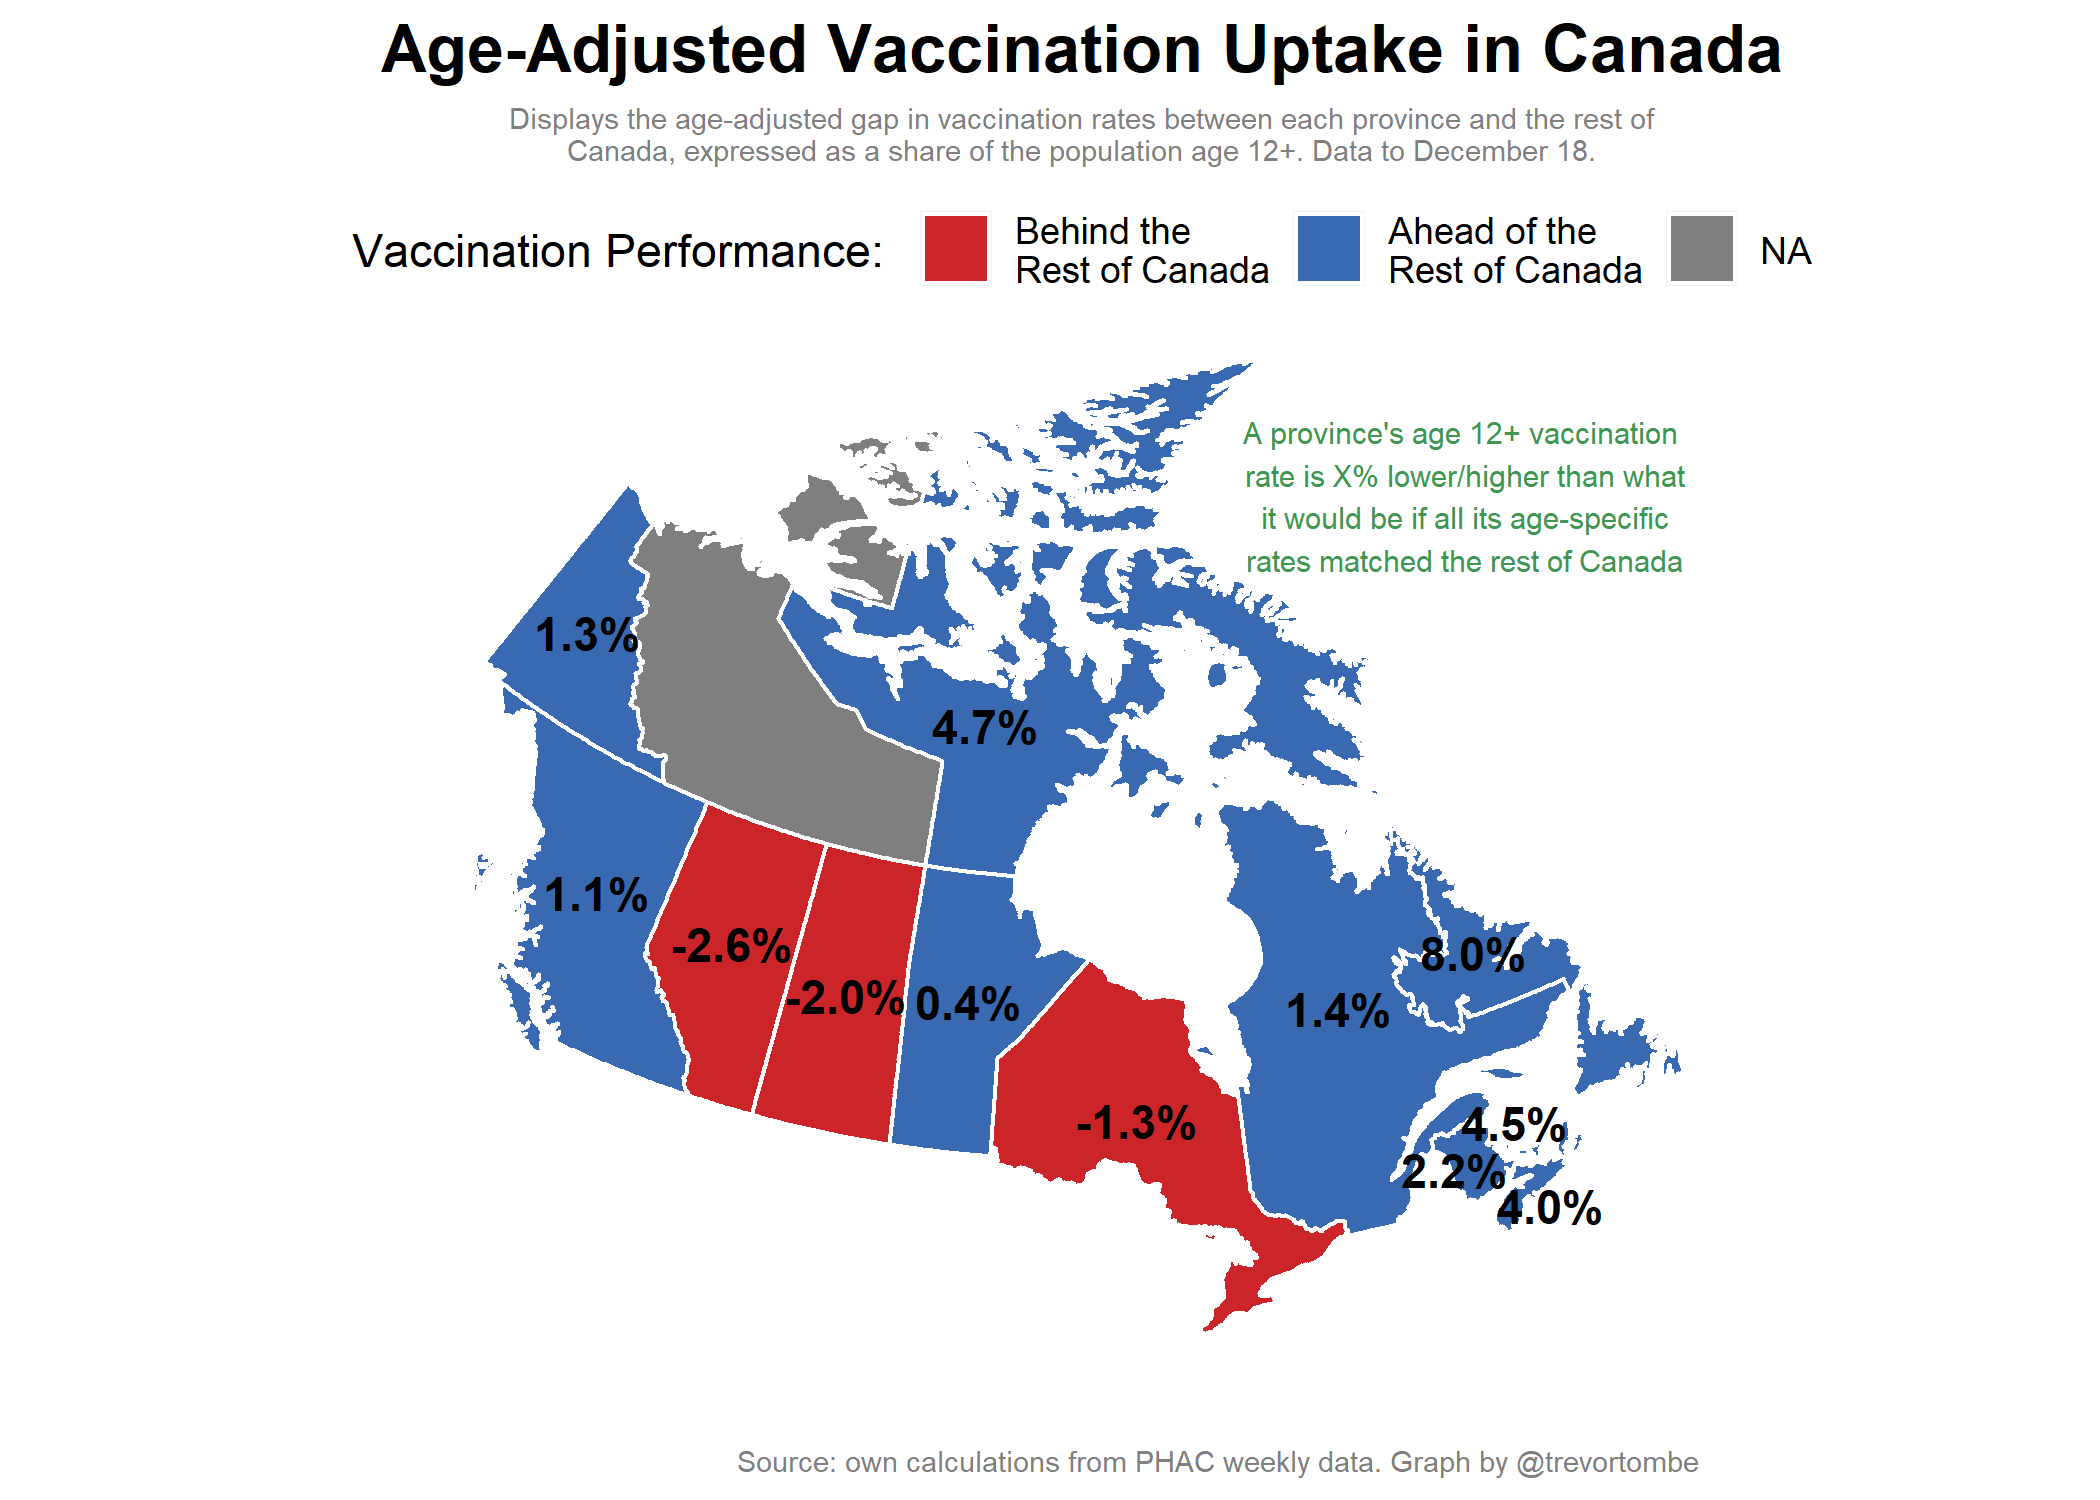 Age-Adjusted Vaccination Uptake in Canada
Displays the age-adjusted gap in vaccination rates between each province and the rest of
Canada, expressed as a share of the population age 12+. Data to December 18.
Vaccination Performance:
Behind the
Rest of Canada
Ahead of the
Rest of Canada
NA
A province's age 12+ vaccination
rate is X% lower/higher than what
it would be if all its age-specific
rates matched the rest of Canada
1.3%
4.7%
1.1%
-2.6%
-2.0%
0.4%
-1.3%
1.4%
8.0%
4.5%
2.2%
4.0%
Source: own calculations from PHAC weekly data. Graph by @trevortombe